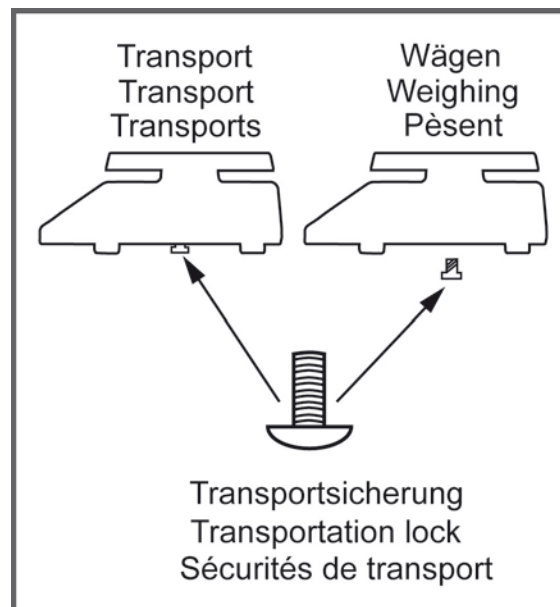 Transport
Transport
Transports
Wägen
Weighing
Pèsent
Transportsicherung
Transportation lock
Sécurités de transport